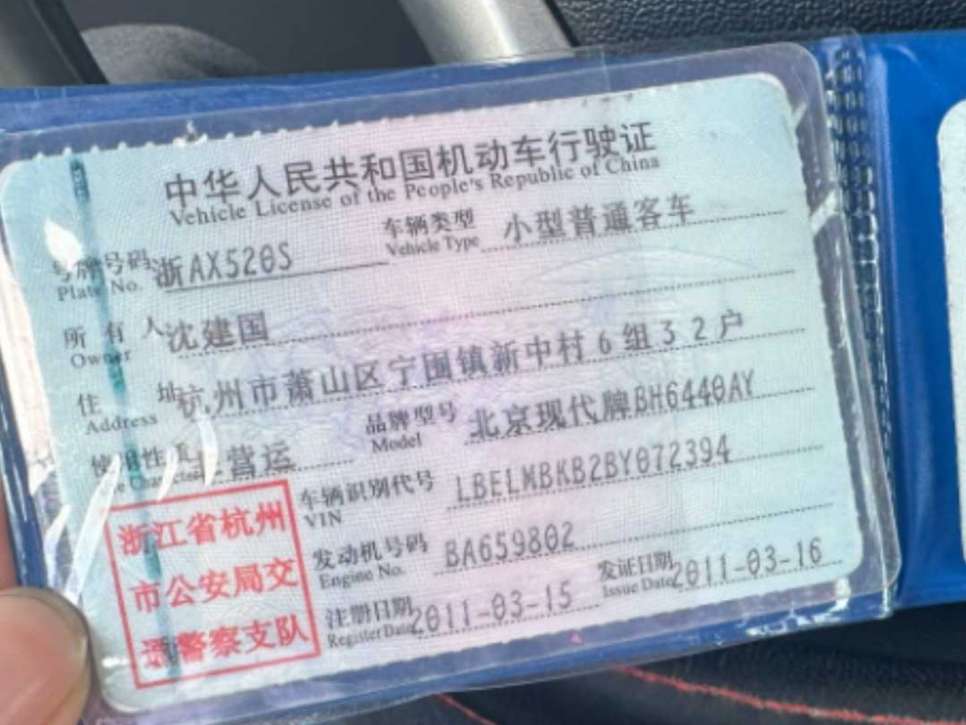 中华人民共和国机动车行驶证
Vehicle License of the People's Republic of China
号牌号码 浙AX520S 车辆类型 小型普通客车
Plate No. Vehicle Type
所有人 沈建国
Owner
住址 杭州市萧山区宁围镇新中村6组32户
Address
使用性质 非营运 品牌型号 北京现代牌BH6440AY
Model
车辆识别代号 LBELMBKB2BY072394
VIN
发动机号码 BA659802
Engine No.
注册日期 2011-03-15 发证日期 2011-03-16
Register Date Issue Date
浙江省杭州
市公安局交
通警察支队